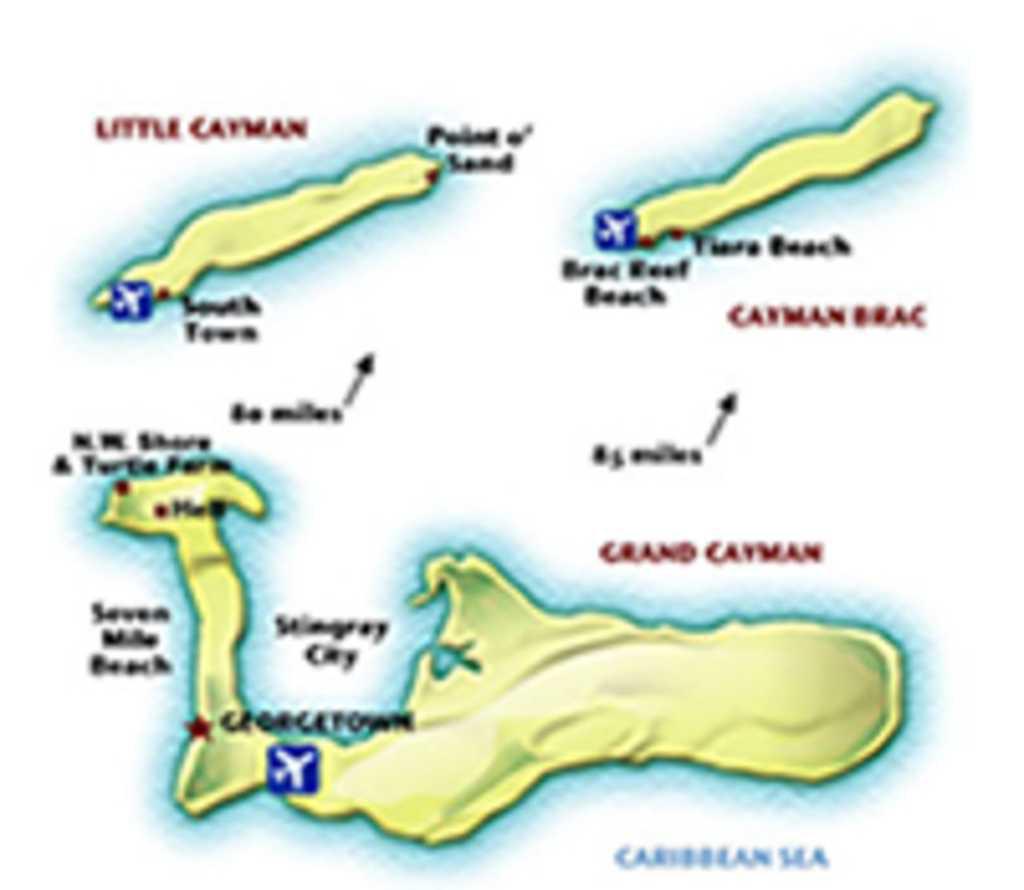 LITTLE CAYMAN
Point o'
Sand
South
Town
Tiara Beach
Brac Reef
Beach
CAYMAN BRAC
80 miles
85 miles
N.W. Shore
& Turtle Farm
Hell
GRAND CAYMAN
Seven
Mile
Beach
Stingray
City
GEORGETOWN
CARIBBEAN SEA